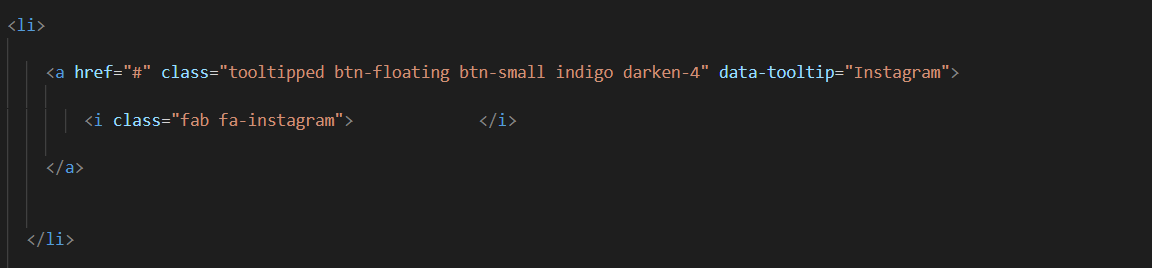 <li>
<a href="#" class="tooltipped btn-floating btn-small indigo darken-4" data-tooltip="Instagram">
<i class="fab fa-instagram">            </i>
</a>
</li>